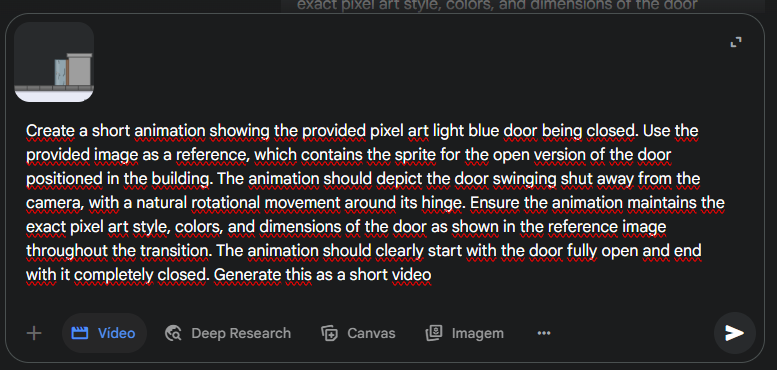 exact pixel art style, colors, and dimensions of the door
Create a short animation showing the provided pixel art light blue door being closed. Use the
provided image as a reference, which contains the sprite for the open version of the door
positioned in the building. The animation should depict the door swinging shut away from the
camera, with a natural rotational movement around its hinge. Ensure the animation maintains the
exact pixel art style, colors, and dimensions of the door as shown in the reference image
throughout the transition. The animation should clearly start with the door fully open and end
with it completely closed. Generate this as a short video
Vídeo Deep Research Canvas Imagem